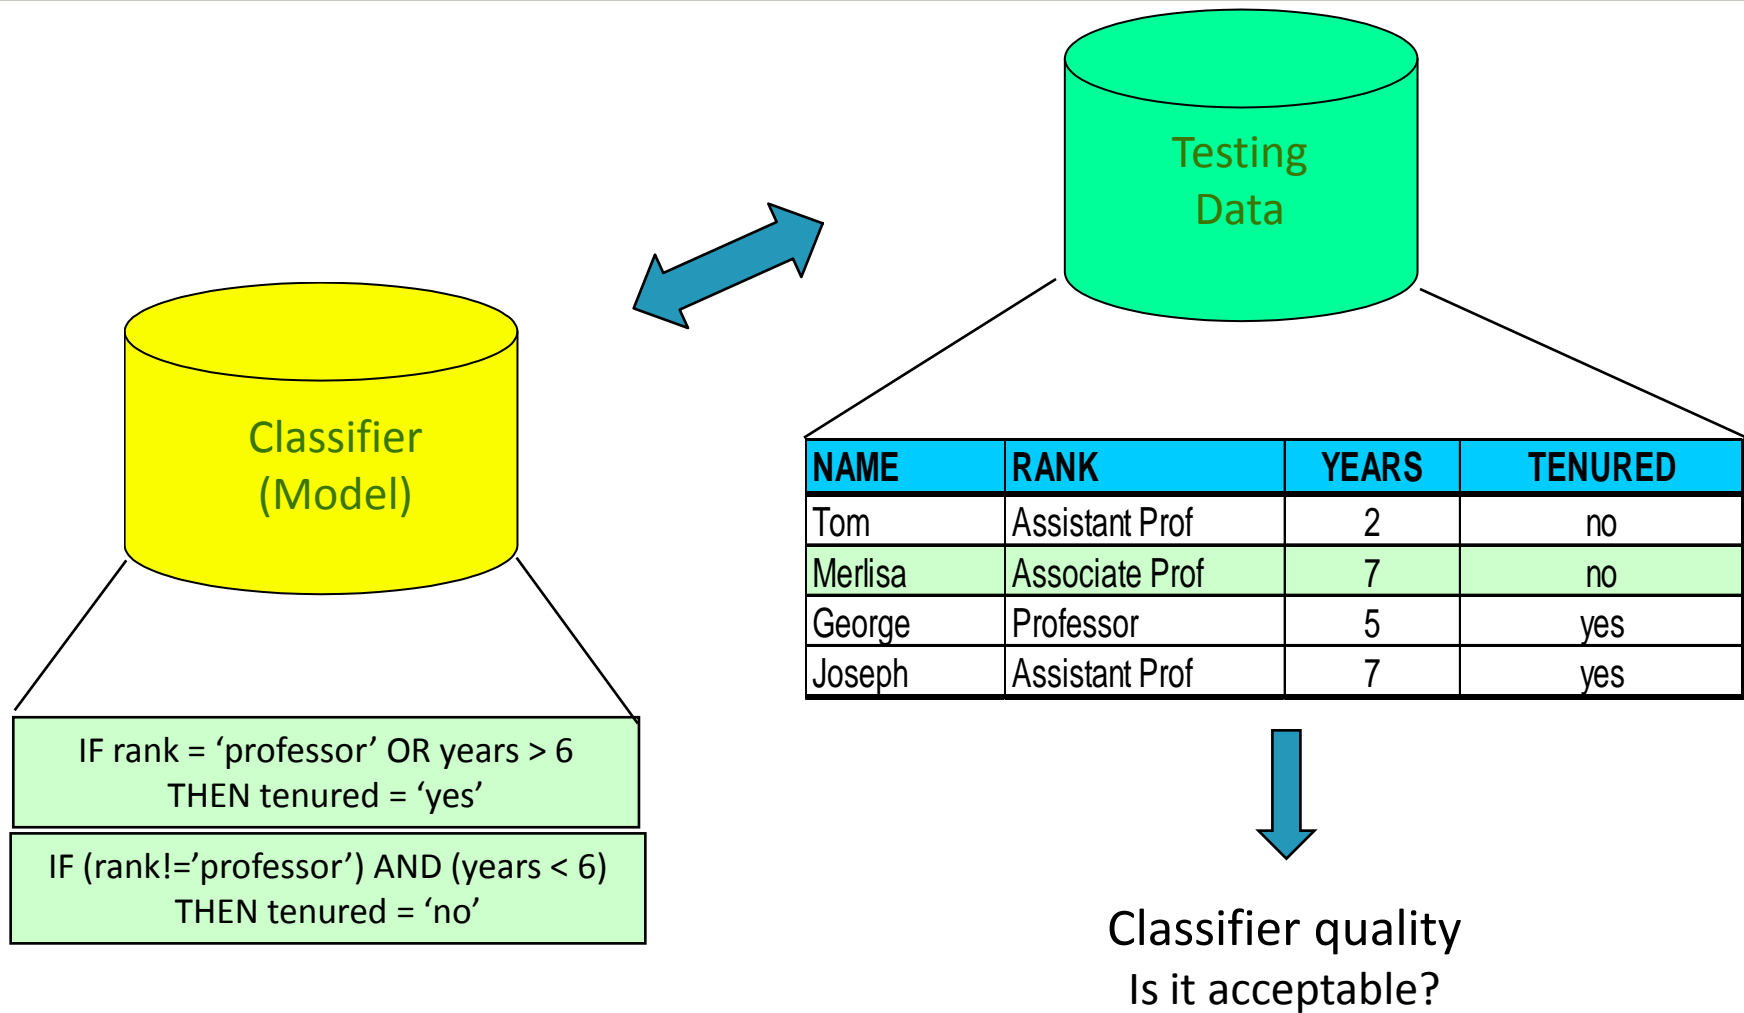 Testing
Data
Classifier
(Model)
NAME RANK YEARS TENURED
Tom Assistant Prof 2 no
Merlisa Associate Prof 7 no
George Professor 5 yes
Joseph Assistant Prof 7 yes
IF rank = ‘professor’ OR years > 6
THEN tenured = ‘yes’
IF (rank!=’professor’) AND (years < 6)
THEN tenured = ‘no’
Classifier quality
Is it acceptable?